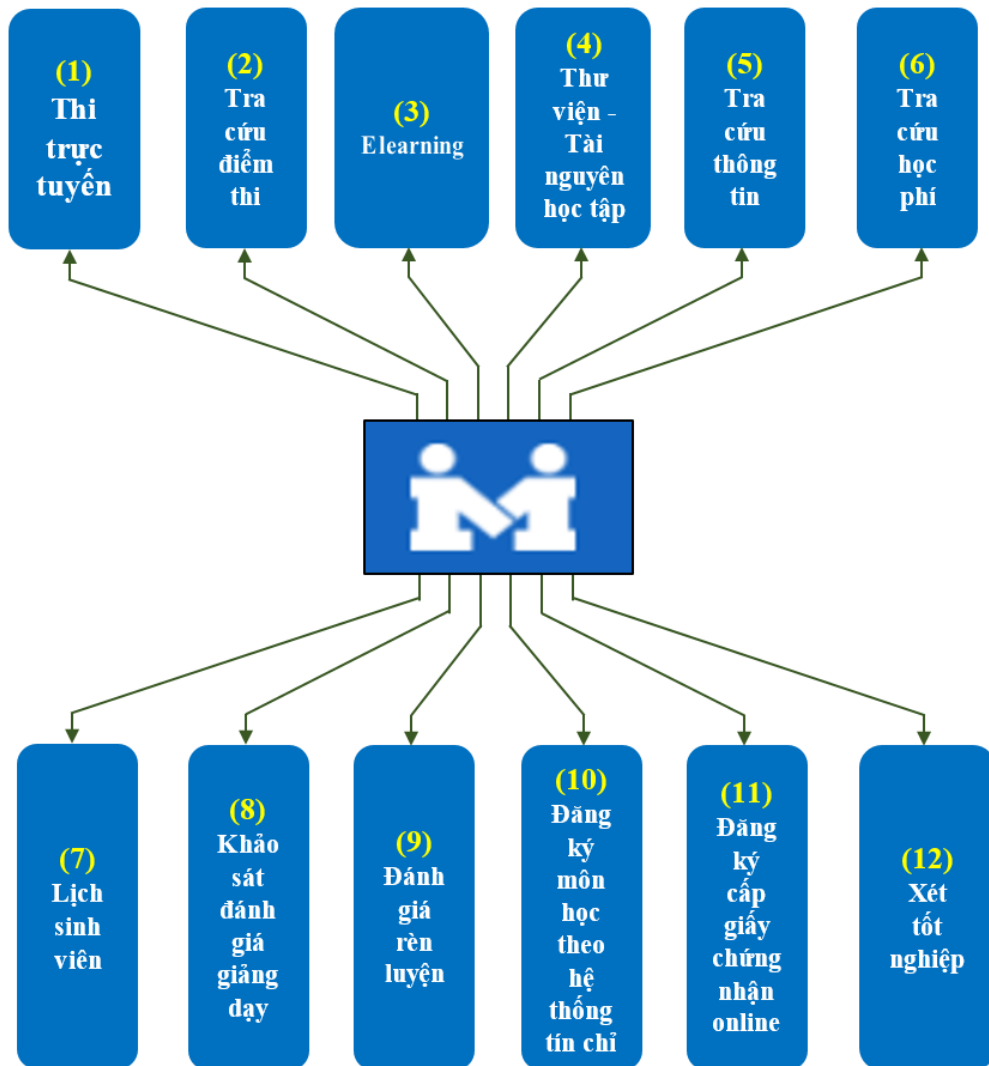 (1)
Thi
trực
tuyến
(2)
Tra
cứu
điểm
thi
(3)
Elearning
(4)
Thư
viện -
Tài
nguyên
học tập
(5)
Tra
cứu
thông
tin
(6)
Tra
cứu
học
phí
(7)
Lịch
sinh
viên
(8)
Khảo
sát
đánh
giá
giảng
dạy
(9)
Đánh
giá
rèn
luyện
(10)
Đăng
ký
môn
học
theo
hệ
thống
tín chỉ
(11)
Đăng
ký
cấp
giấy
chứng
nhận
online
(12)
Xét
tốt
nghiệp